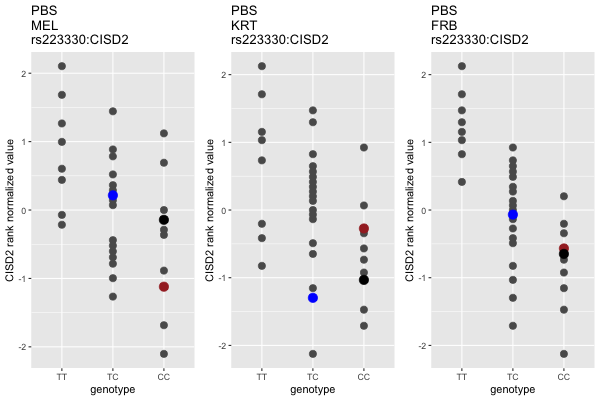 PBS
MEL
rs223330:CISD2
CISD2 rank normalized value
2
1
0
-1
-2
TT
TC
CC
genotype
PBS
KRT
rs223330:CISD2
CISD2 rank normalized value
2
1
0
-1
-2
TT
TC
CC
genotype
PBS
FRB
rs223330:CISD2
CISD2 rank normalized value
2
1
0
-1
-2
TT
TC
CC
genotype